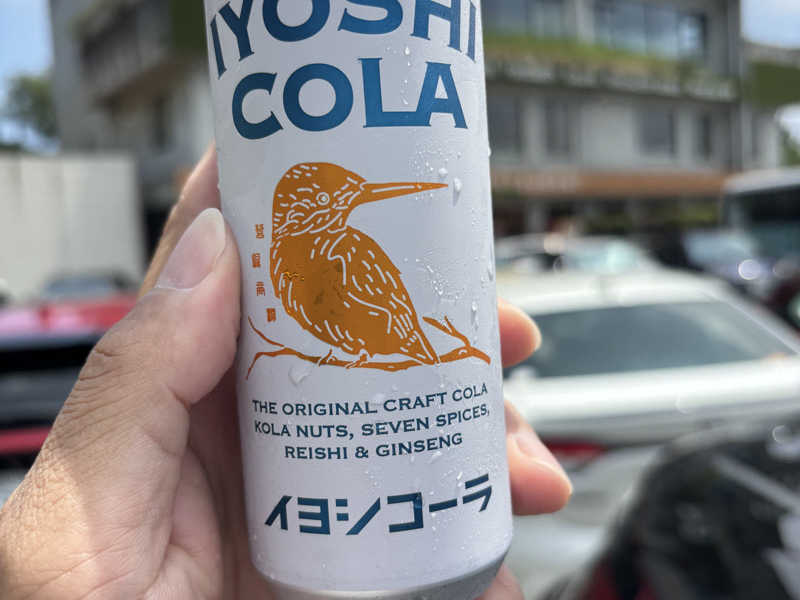 IYOSHI
COLA
THE ORIGINAL CRAFT COLA
KOLA NUTS, SEVEN SPICES,
REISHI & GINSENG
イヨシコーラ